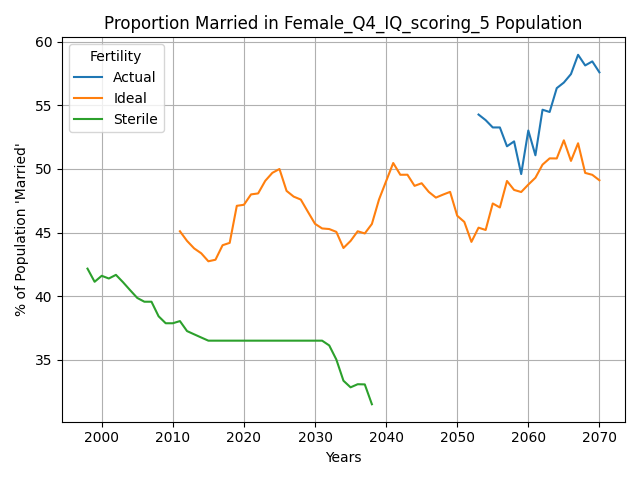 Proportion Married in Female_Q4_IQ_scoring_5 Population
% of Population 'Married'
60
55
50
45
40
35
Fertility
Actual
Ideal
Sterile
2000 2010 2020 2030 2040 2050 2060 2070
Years